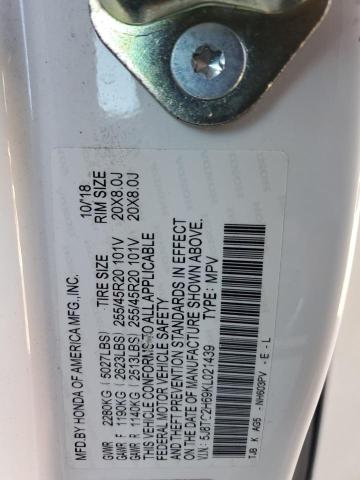 MFD.BY HONDA OF AMERICA MFG.,INC. 10/18
TIRE SIZE RIM SIZE
GVWR 2280KG (5027LBS)
GAWR F 1190KG (2623LBS) 255/45R20 101V 20X8.0J
GAWR R 1140KG (2513LBS) 255/45R20 101V 20X8.0J
THIS VEHICLE CONFORMS TO ALL APPLICABLE
FEDERAL MOTOR VEHICLE SAFETY
AND THEFT PREVENTION STANDARDS IN EFFECT
ON THE DATE OF MANUFACTURE SHOWN ABOVE.
V.I.N.: 5J8TC2H69KL021439 TYPE: MPV
TJB K AG5 -NH603PV -E -L